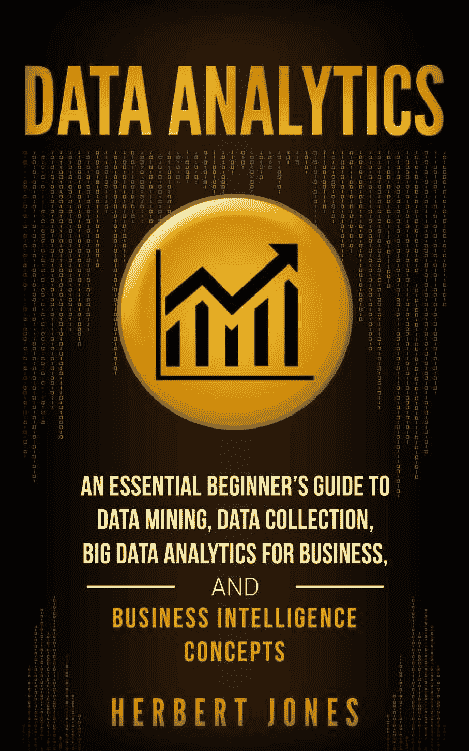 DATA ANALYTICS
AN ESSENTIAL BEGINNER'S GUIDE TO
DATA MINING, DATA COLLECTION,
BIG DATA ANALYTICS FOR BUSINESS,
AND
BUSINESS INTELLIGENCE
CONCEPTS
HERBERT JONES